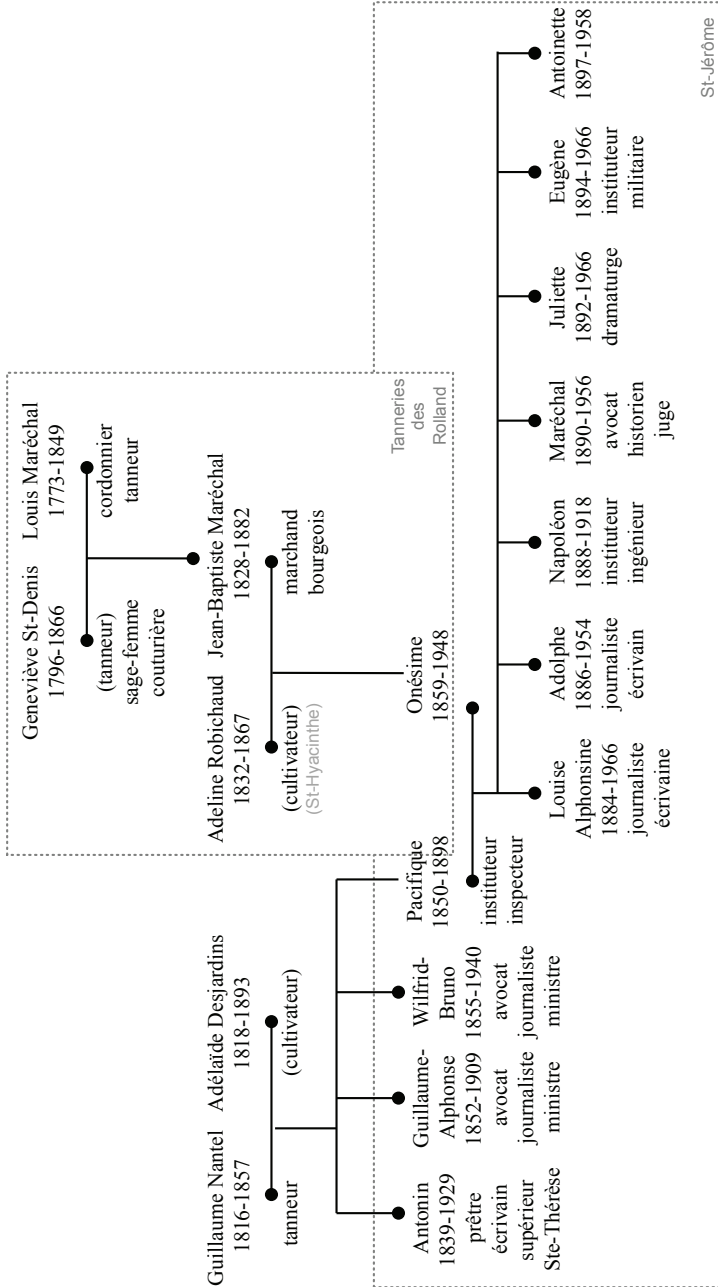 Geneviève St-Denis
1796-1866
(tanneur)
sage-femme
couturière
Louis Maréchal
1773-1849
cordonnier
tanneur
Adeline Robichaud
1832-1867
(cultivateur)
(St-Hyacinthe)
Jean-Baptiste Maréchal
1828-1882
marchand
bourgeois
Tanneries
des
Rolland
Guillaume Nantel
1816-1857
tanneur
Adélaïde Desjardins
1818-1893
(cultivateur)
Antonin
1839-1929
prêtre
écrivain
supérieur
Ste-Thérèse
Guillaume-
Alphonse
1852-1909
avocat
journaliste
ministre
Wilfrid-
Bruno
1855-1940
avocat
journaliste
ministre
Pacifique
1850-1898
instituteur
inspecteur
Onésime
1859-1948
Louise
Alphonsine
1884-1966
journaliste
écrivaine
Adolphe
1886-1954
journaliste
écrivain
Napoléon
1888-1918
instituteur
ingénieur
Maréchal
1890-1956
avocat
historien
juge
Juliette
1892-1966
dramaturge
Eugène
1894-1966
instituteur
militaire
Antoinette
1897-1958
St-Jérôme